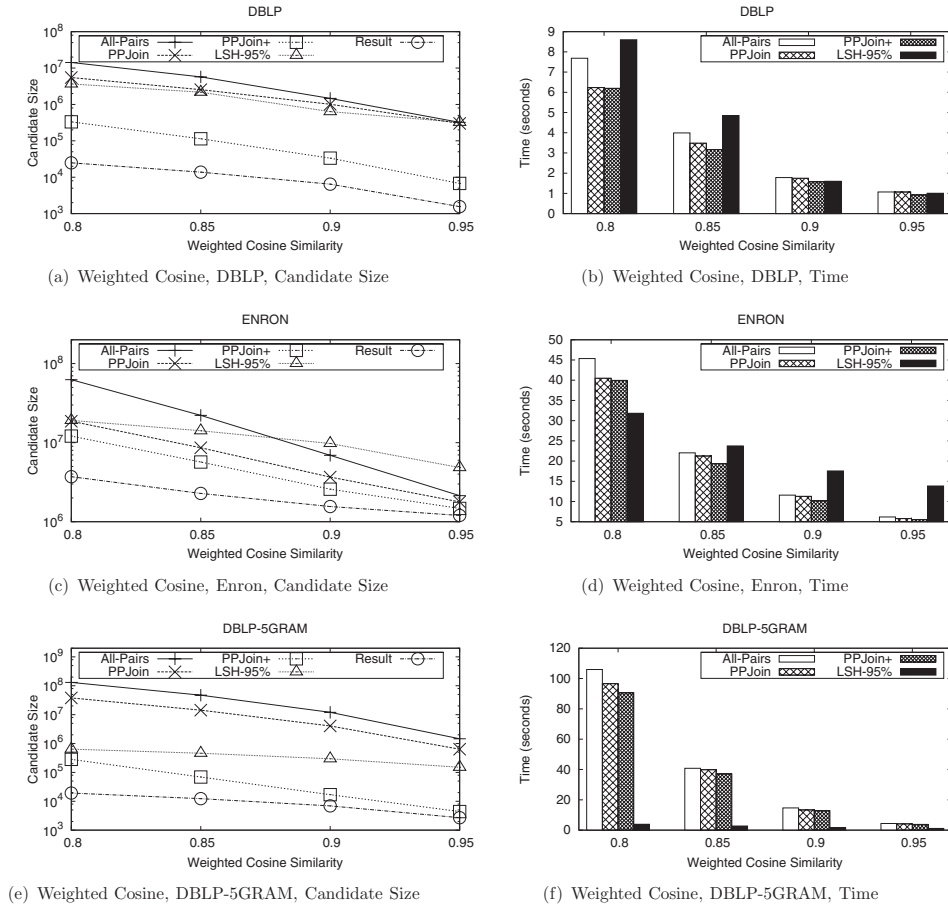 DBLP
10^8
10^7
10^6
10^5
10^4
10^3
Candidate Size
All-Pairs
PPJoin
PPJoin+
LSH-95%
Result
0.8 0.85 0.9 0.95
Weighted Cosine Similarity
(a) Weighted Cosine, DBLP, Candidate Size
DBLP
9
8
7
6
5
4
3
2
1
0
Time (seconds)
All-Pairs
PPJoin
PPJoin+
LSH-95%
0.8 0.85 0.9 0.95
Weighted Cosine Similarity
(b) Weighted Cosine, DBLP, Time
ENRON
10^8
10^7
10^6
Candidate Size
All-Pairs
PPJoin
PPJoin+
LSH-95%
Result
0.8 0.85 0.9 0.95
Weighted Cosine Similarity
(c) Weighted Cosine, Enron, Candidate Size
ENRON
50
45
40
35
30
25
20
15
10
5
Time (seconds)
All-Pairs
PPJoin
PPJoin+
LSH-95%
0.8 0.85 0.9 0.95
Weighted Cosine Similarity
(d) Weighted Cosine, Enron, Time
DBLP-5GRAM
10^9
10^8
10^7
10^6
10^5
10^4
10^3
Candidate Size
All-Pairs
PPJoin
PPJoin+
LSH-95%
Result
0.8 0.85 0.9 0.95
Weighted Cosine Similarity
(e) Weighted Cosine, DBLP-5GRAM, Candidate Size
DBLP-5GRAM
120
100
80
60
40
20
0
Time (seconds)
All-Pairs
PPJoin
PPJoin+
LSH-95%
0.8 0.85 0.9 0.95
Weighted Cosine Similarity
(f) Weighted Cosine, DBLP-5GRAM, Time